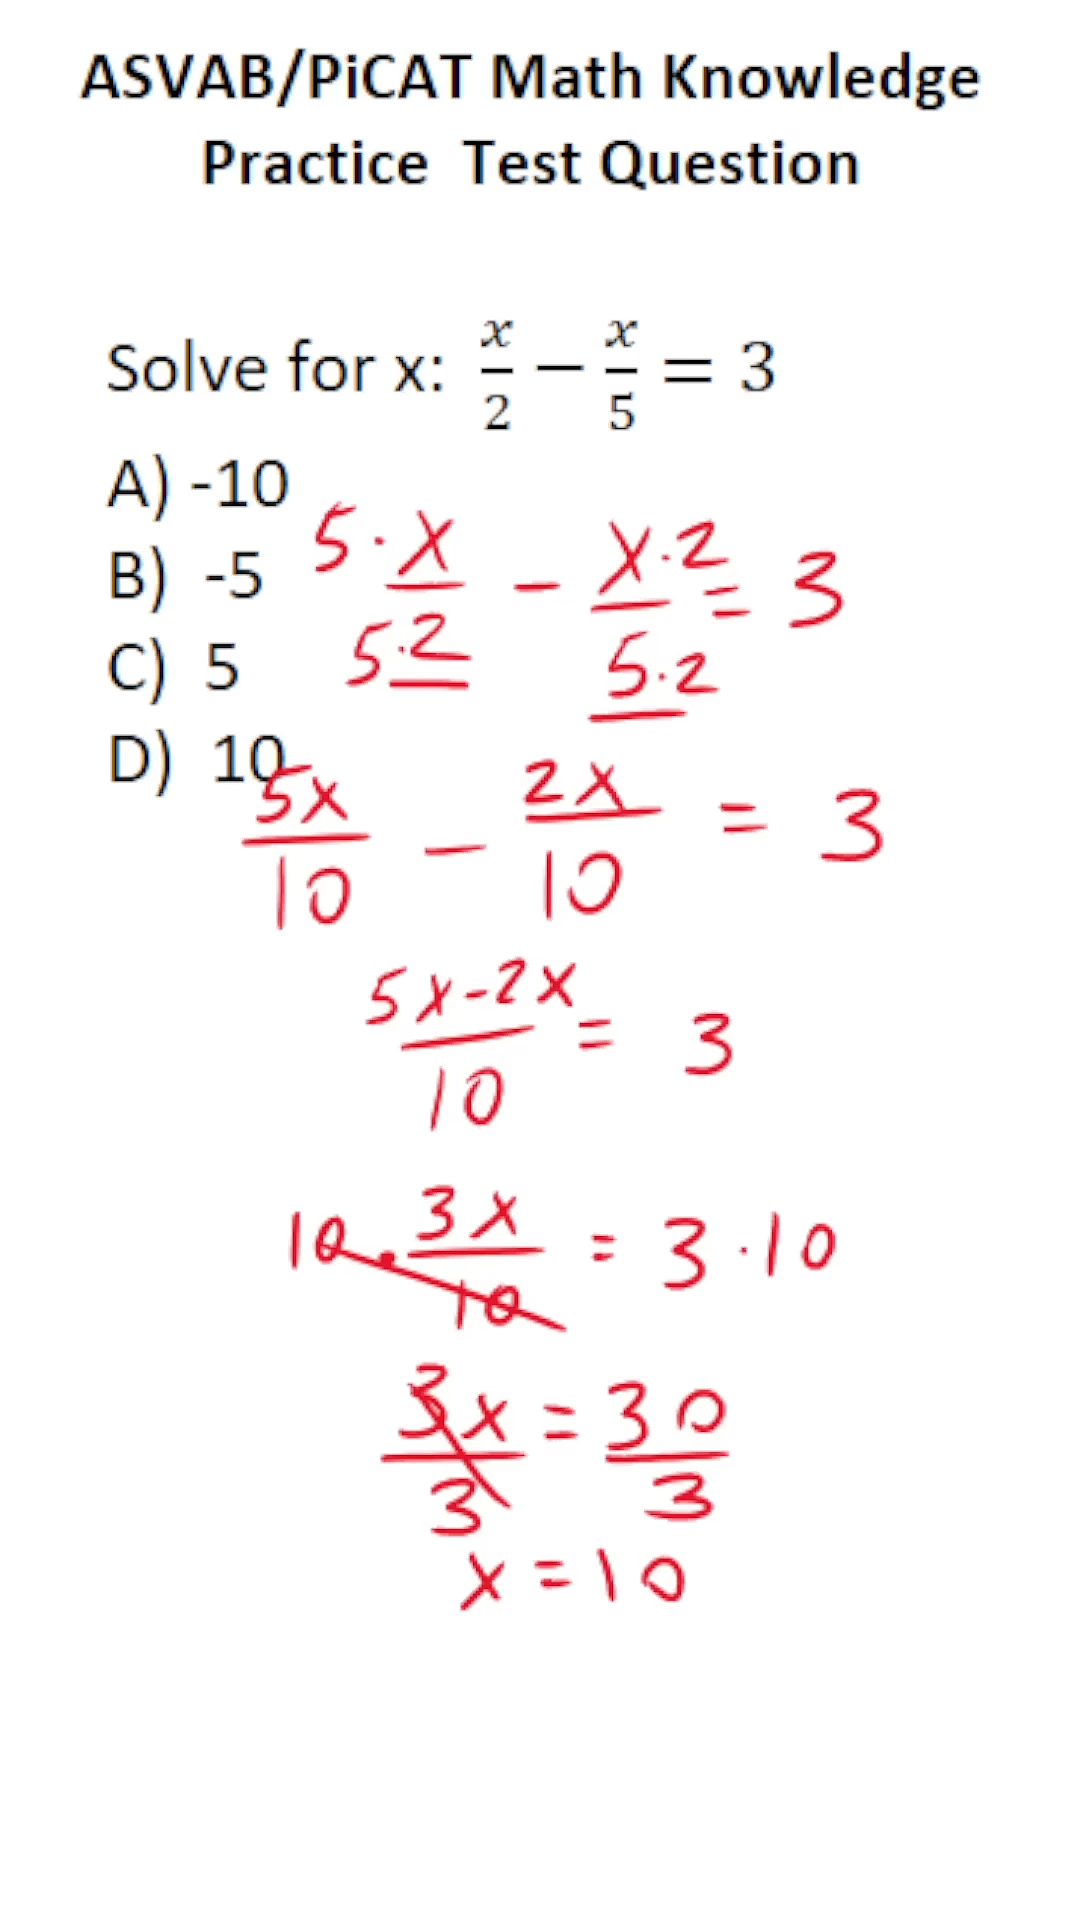 ASVAB/PiCAT Math Knowledge
Practice Test Question
Solve for x: x/2 − x/5 = 3
A) -10
B) -5
C) 5
D) 10
5·x/5·2 − x·2/5·2 = 3
5x/10 − 2x/10 = 3
5x-2x/10 = 3
10·3x/10 = 3·10
3x/3 = 30/3
x=10